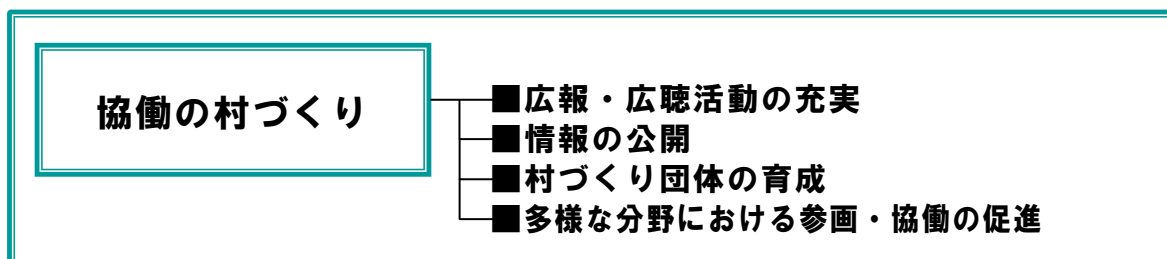 協働の村づくり
■広報・広聴活動の充実
■情報の公開
■村づくり団体の育成
■多様な分野における参画・協働の促進